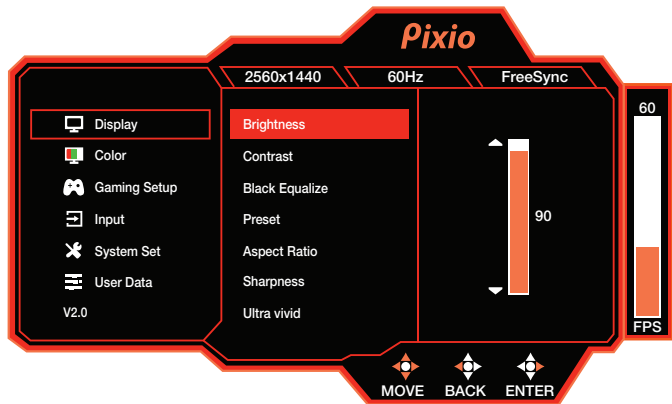 Pixio
2560x1440 60Hz FreeSync
60
Display
Color
Gaming Setup
Input
System Set
User Data
V2.0
Brightness
Contrast
Black Equalize
Preset
Aspect Ratio
Sharpness
Ultra vivid
90
FPS
MOVE BACK ENTER